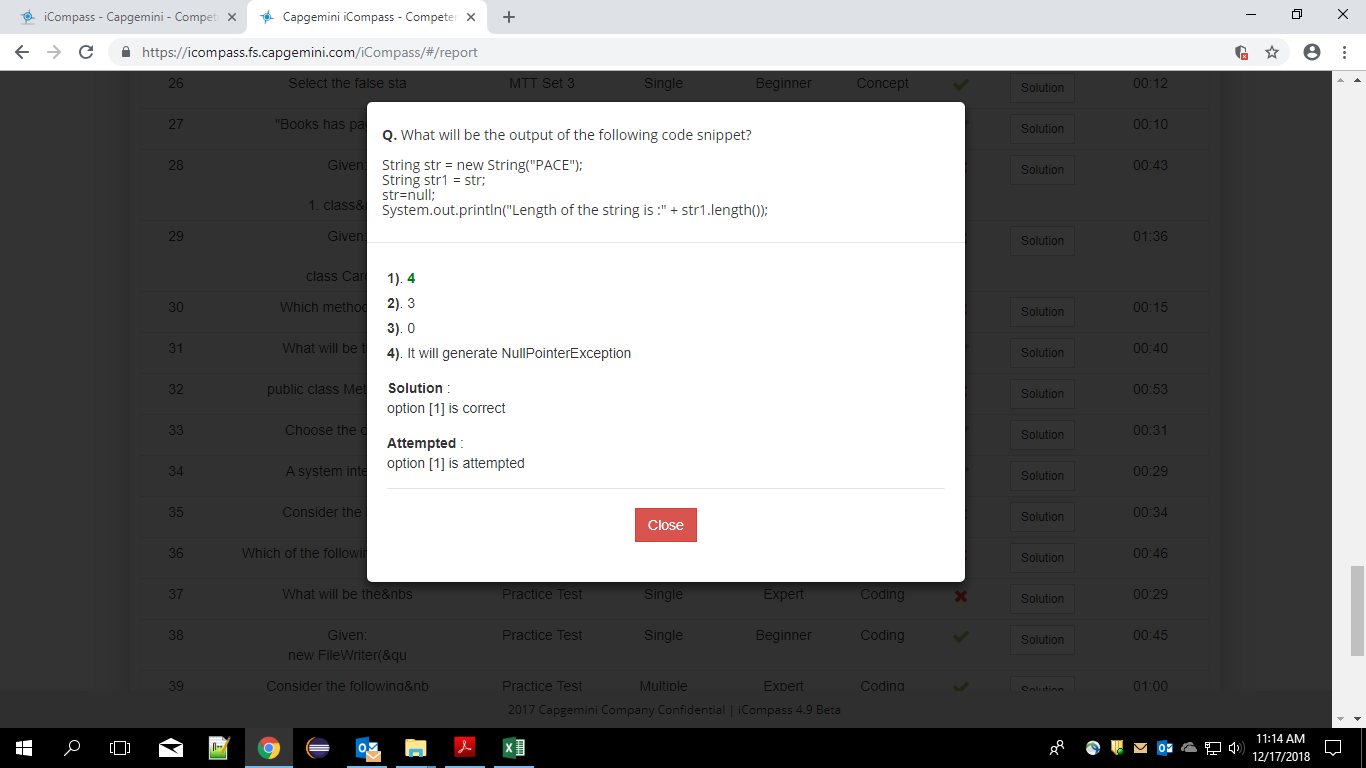 iCompass - Capgemini - Compet
Capgemini iCompass - Competen
https://icompass.fs.capgemini.com/iCompass/#/report
26 Select the false sta MTT Set 3 Single Beginner Concept Solution 00:12
27 "Books has pa Solution 00:10
28 Given Solution 00:43
1. class&
29 Given: Solution 01:36
class Car
30 Which method Solution 00:15
31 What will be t Solution 00:40
32 public class Met Solution 00:53
33 Choose the c Solution 00:31
34 A system inte Solution 00:29
35 Consider the Solution 00:34
36 Which of the followin Solution 00:46
37 What will be the&nbs Practice Test Single Expert Coding Solution 00:29
38 Given: Practice Test Single Beginner Coding Solution 00:45
new FileWriter(&qu
39 Consider the following&nb Practice Test Multiple Expert Coding Solution 01:00
Q. What will be the output of the following code snippet?
String str = new String("PACE");
String str1 = str;
str=null;
System.out.println("Length of the string is :" + str1.length());
1). 4
2). 3
3). 0
4). It will generate NullPointerException
Solution :
option [1] is correct
Attempted :
option [1] is attempted
Close
2017 Capgemini Company Confidential | iCompass 4.9 Beta
11:14 AM
12/17/2018